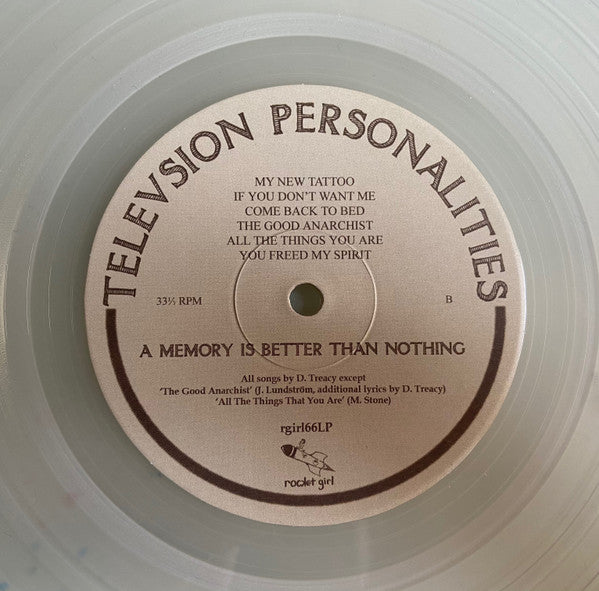 TELEVSION PERSONALITIES
MY NEW TATTOO
IF YOU DON'T WANT ME
COME BACK TO BED
THE GOOD ANARCHIST
ALL THE THINGS YOU ARE
YOU FREED MY SPIRIT
33⅓ RPM
B
A MEMORY IS BETTER THAN NOTHING
All songs by D. Treacy except
'The Good Anarchist' (J. Lundström, additional lyrics by D. Treacy)
'All The Things That You Are' (M. Stone)
rgirl66LP
rocket girl